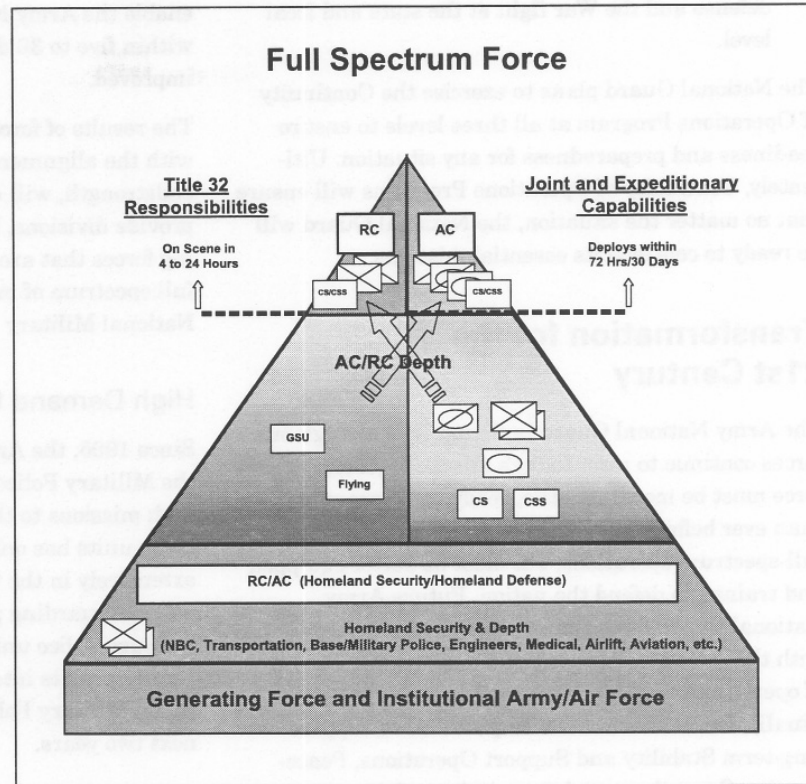 Full Spectrum Force
Title 32
Responsibilities
On Scene in
4 to 24 Hours
Joint and Expeditionary
Capabilities
Deploys within
72 Hrs/30 Days
RC
AC
CS/CSS
CS/CSS
AC/RC Depth
GSU
Flying
CS
CSS
RC/AC (Homeland Security/Homeland Defense)
Homeland Security & Depth
(NBC, Transportation, Base/Military Police, Engineers, Medical, Airlift, Aviation, etc.)
Generating Force and Institutional Army/Air Force